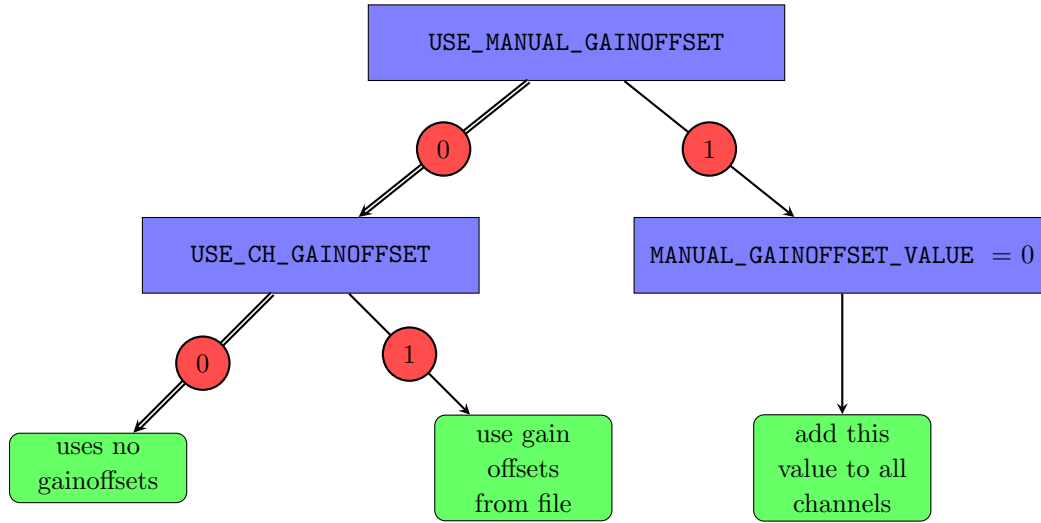 USE_MANUAL_GAINOFFSET
0
1
USE_CH_GAINOFFSET
MANUAL_GAINOFFSET_VALUE = 0
0
1
uses no
gainoffsets
use gain
offsets
from file
add this
value to all
channels